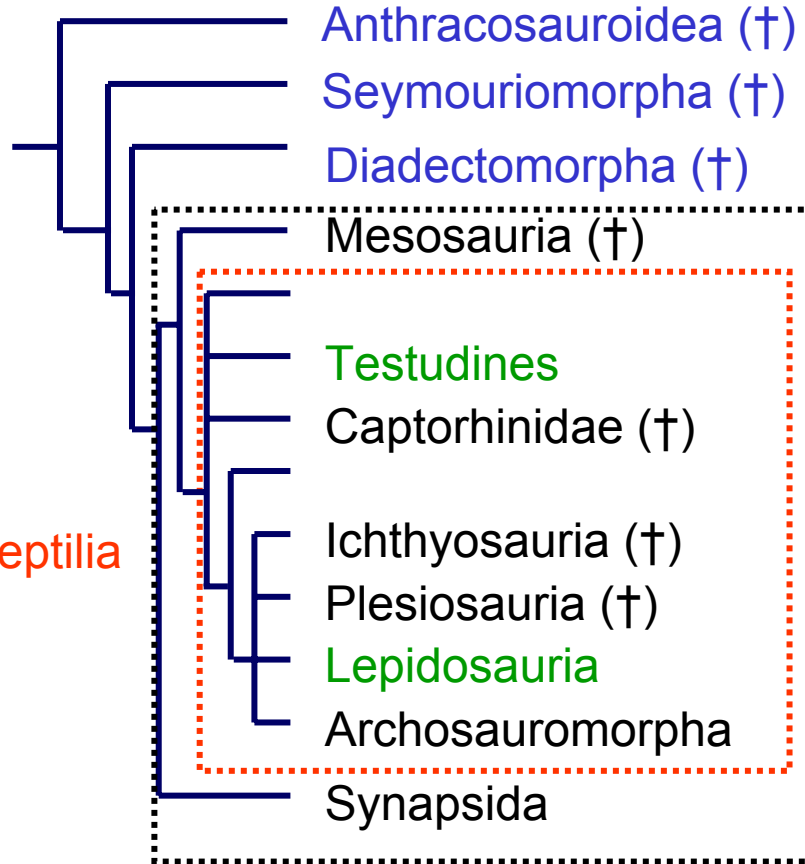 Anthracosauroidea (†)
Seymouriomorpha (†)
Diadectomorpha (†)
Mesosauria (†)
Testudines
Captorhinidae (†)
Ichthyosauria (†)
eptilia
Plesiosauria (†)
Lepidosauria
Archosauromorpha
Synapsida